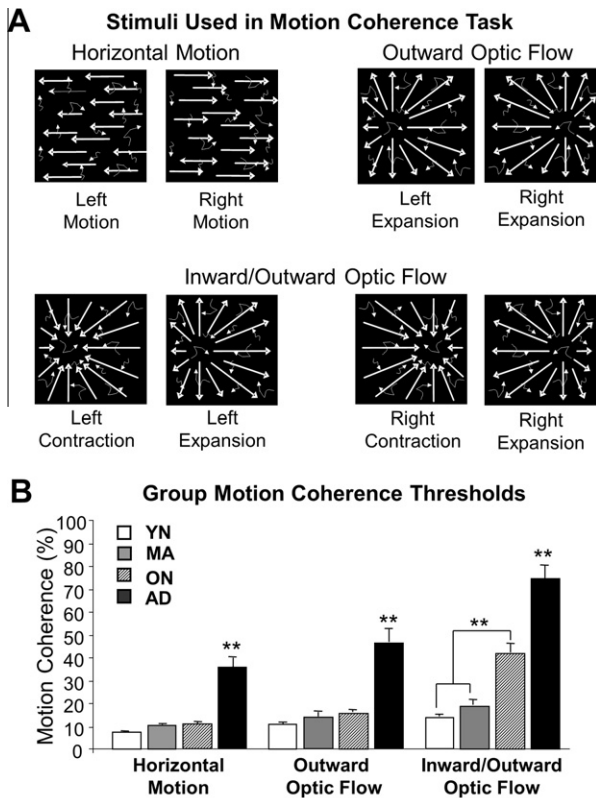 A
Stimuli Used in Motion Coherence Task
Horizontal Motion
Outward Optic Flow
Left
Motion
Right
Motion
Left
Expansion
Right
Expansion
Inward/Outward Optic Flow
Left
Contraction
Left
Expansion
Right
Contraction
Right
Expansion
B
Group Motion Coherence Thresholds
Motion Coherence (%)
100
90
80
70
60
50
40
30
20
10
0
YN
MA
ON
AD
**
**
**
**
Horizontal
Motion
Outward
Optic Flow
Inward/Outward
Optic Flow